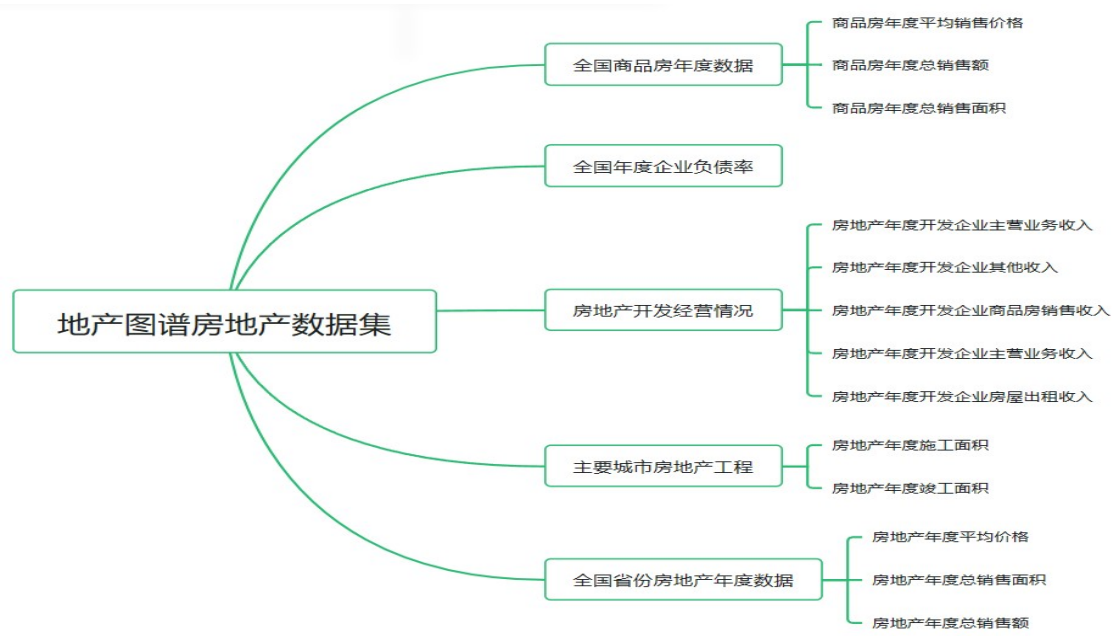 地产图谱房地产数据集
全国商品房年度数据
商品房年度平均销售价格
商品房年度总销售额
商品房年度总销售面积
全国年度企业负债率
房地产开发经营情况
房地产年度开发企业主营业务收入
房地产年度开发企业其他收入
房地产年度开发企业商品房销售收入
房地产年度开发企业主营业务收入
房地产年度开发企业房屋出租收入
主要城市房地产工程
房地产年度施工面积
房地产年度竣工面积
全国省份房地产年度数据
房地产年度平均价格
房地产年度总销售面积
房地产年度总销售额